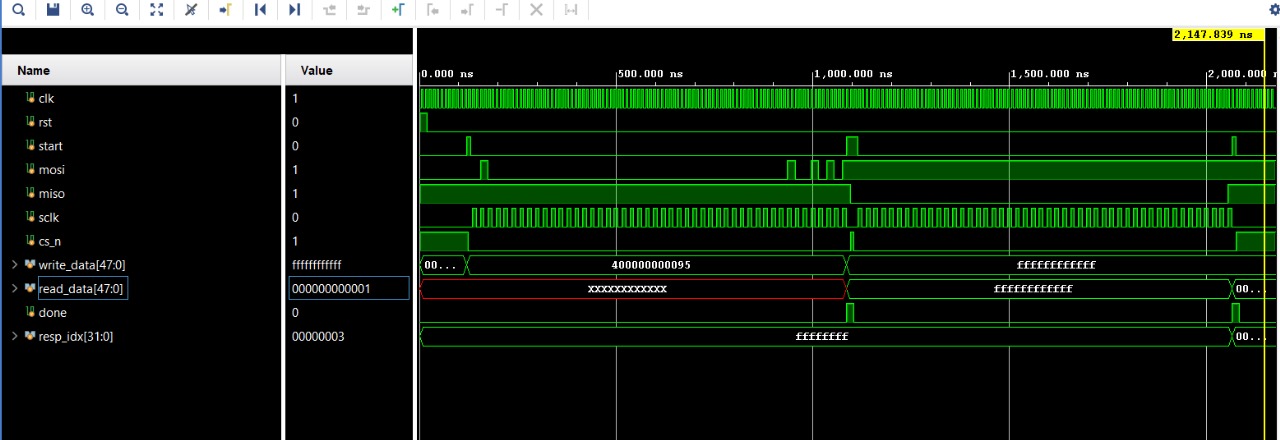 2,147.839 ns
Name Value 0.000 ns 500.000 ns 1,000.000 ns 1,500.000 ns 2,000.000
clk 1
rst 0
start 0
mosi 1
miso 1
sclk 0
cs_n 1
write_data[47:0] ffffffffffff 00... 400000000095 ffffffffffff
read_data[47:0] 000000000001 xxxxxxxxxxxx ffffffffffff 00...
done 0
resp_idx[31:0] 00000003 ffffffff 00...